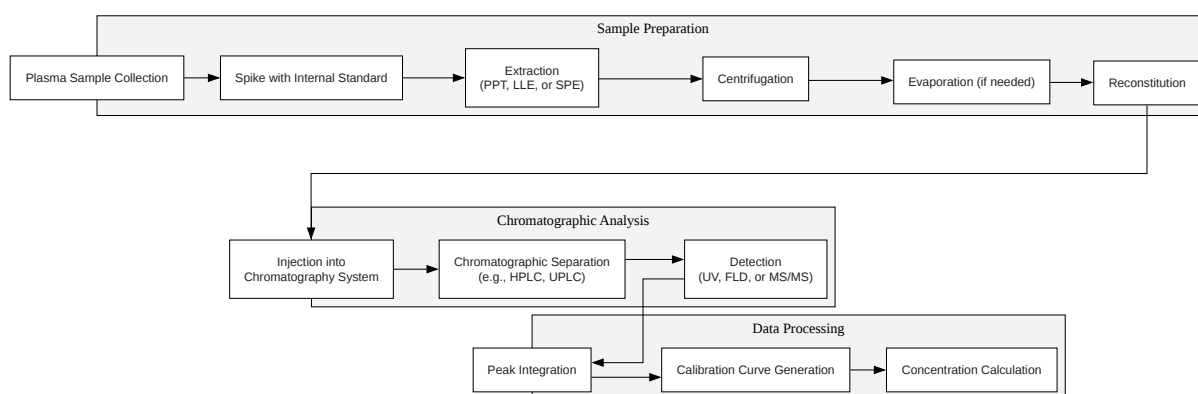 Sample Preparation
Plasma Sample Collection
Spike with Internal Standard
Extraction
(PPT, LLE, or SPE)
Centrifugation
Evaporation (if needed)
Reconstitution
Chromatographic Analysis
Injection into
Chromatography System
Chromatographic Separation
(e.g., HPLC, UPLC)
Detection
(UV, FLD, or MS/MS)
Data Processing
Peak Integration
Calibration Curve Generation
Concentration Calculation